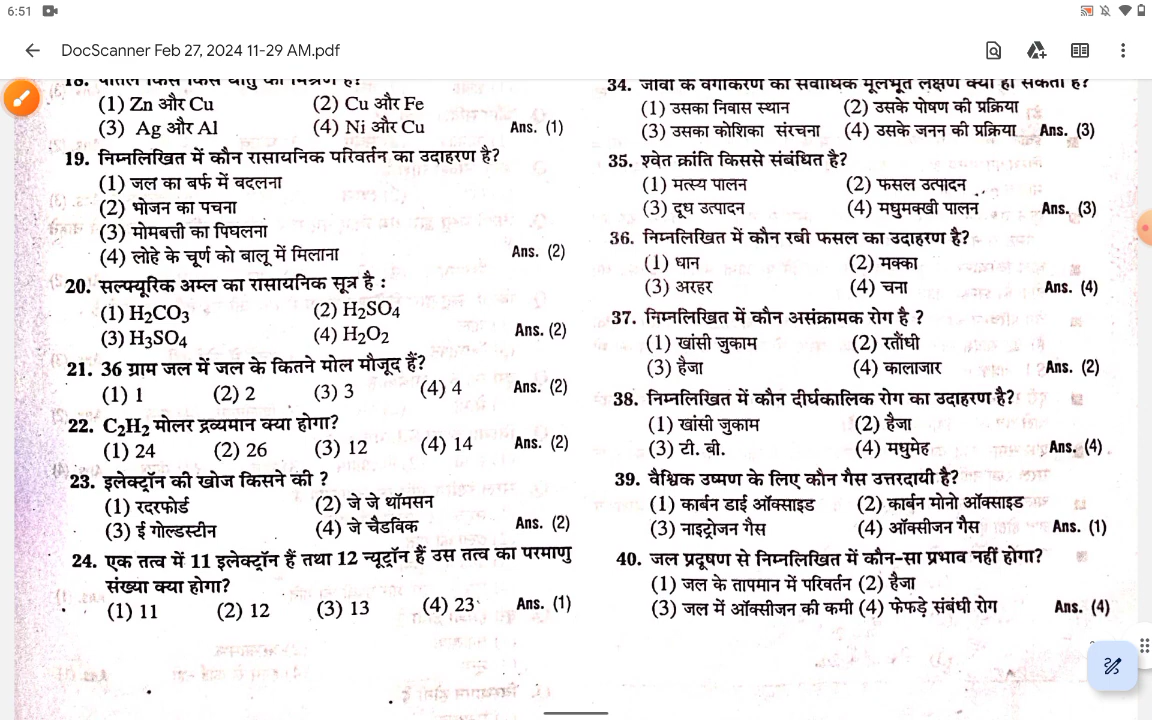 6:51
DocScanner Feb 27, 2024 11-29 AM.pdf
18. पीतल किस किस धातु का मिश्रण है?
(1) Zn और Cu (2) Cu और Fe
(3) Ag और Al (4) Ni और Cu Ans. (1)
19. निम्नलिखित में कौन रासायनिक परिवर्तन का उदाहरण है?
(1) जल का बर्फ में बदलना
(2) भोजन का पचना
(3) मोमबत्ती का पिघलना
(4) लोहे के चूर्ण को बालू में मिलाना Ans. (2)
20. सल्फ्यूरिक अम्ल का रासायनिक सूत्र है :
(1) H₂CO₃ (2) H₂SO₄
(3) H₃SO₄ (4) H₂O₂ Ans. (2)
21. 36 ग्राम जल में जल के कितने मोल मौजूद हैं?
(1) 1 (2) 2 (3) 3 (4) 4 Ans. (2)
22. C₂H₂ मोलर द्रव्यमान क्या होगा?
(1) 24 (2) 26 (3) 12 (4) 14 Ans. (2)
23. इलेक्ट्रॉन की खोज किसने की ?
(1) रदरफोर्ड (2) जे जे थॉमसन
(3) ई गोल्डस्टीन (4) जे चैडविक Ans. (2)
24. एक तत्व में 11 इलेक्ट्रॉन हैं तथा 12 न्यूट्रॉन हैं उस तत्व का परमाणु
संख्या क्या होगा?
(1) 11 (2) 12 (3) 13 (4) 23 Ans. (1)
34. जीवों के वर्गीकरण का सर्वाधिक मूलभूत लक्षण क्या हो सकता है?
(1) उसका निवास स्थान (2) उसके पोषण की प्रक्रिया
(3) उसका कोशिका संरचना (4) उसके जनन की प्रक्रिया Ans. (3)
35. श्वेत क्रांति किससे संबंधित है?
(1) मत्स्य पालन (2) फसल उत्पादन
(3) दूध उत्पादन (4) मधुमक्खी पालन Ans. (3)
36. निम्नलिखित में कौन रबी फसल का उदाहरण है?
(1) धान (2) मक्का
(3) अरहर (4) चना Ans. (4)
37. निम्नलिखित में कौन असंक्रामक रोग है ?
(1) खांसी जुकाम (2) रतौंधी
(3) हैजा (4) कालाजार Ans. (2)
38. निम्नलिखित में कौन दीर्घकालिक रोग का उदाहरण है?
(1) खांसी जुकाम (2) हैजा
(3) टी. बी. (4) मधुमेह Ans. (4)
39. वैश्विक उष्मण के लिए कौन गैस उत्तरदायी है?
(1) कार्बन डाई ऑक्साइड (2) कार्बन मोनो ऑक्साइड
(3) नाइट्रोजन गैस (4) ऑक्सीजन गैस Ans. (1)
40. जल प्रदूषण से निम्नलिखित में कौन-सा प्रभाव नहीं होगा?
(1) जल के तापमान में परिवर्तन (2) हैजा
(3) जल में ऑक्सीजन की कमी (4) फेफड़े संबंधी रोग Ans. (4)